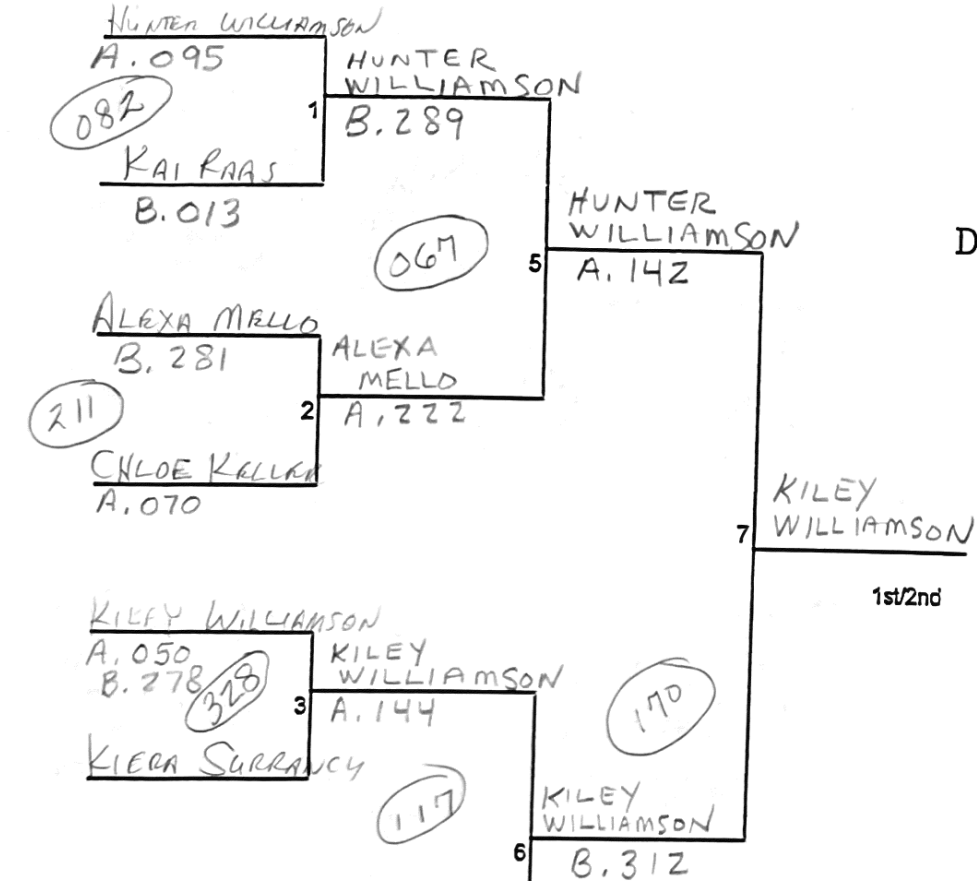 HUNTER WILLIAMSON
A. 095
082
1
KAI RAAS
B. 013
HUNTER
WILLIAMSON
B. 289
067
5
ALEXA MELLO
B. 281
211
2
CHLOE KELLER
A. 070
ALEXA
MELLO
A. 222
HUNTER
WILLIAMSON
A. 142
D
KILEY WILLIAMSON
A. 050
B. 278
328
3
KIERA SURRANCY
KILEY
WILLIAMSON
A. 144
117
6
KILEY
WILLIAMSON
B. 312
170
7
KILEY
WILLIAMSON
1st/2nd